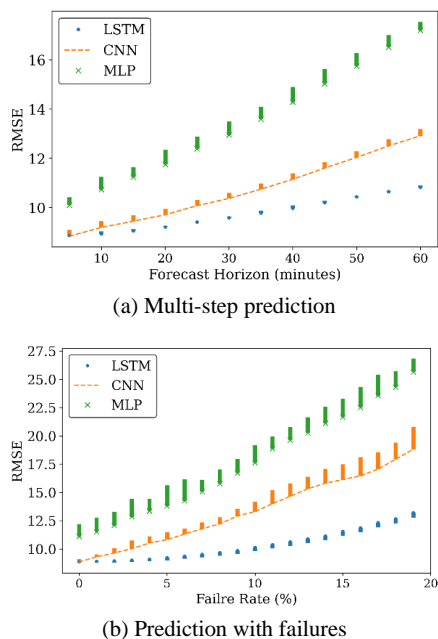 LSTM
CNN
MLP
16
14
12
10
RMSE
10
20
30
40
50
60
Forecast Horizon (minutes)
(a) Multi-step prediction
LSTM
CNN
MLP
27.5
25.0
22.5
20.0
17.5
15.0
12.5
10.0
RMSE
0
5
10
15
20
Failre Rate (%)
(b) Prediction with failures